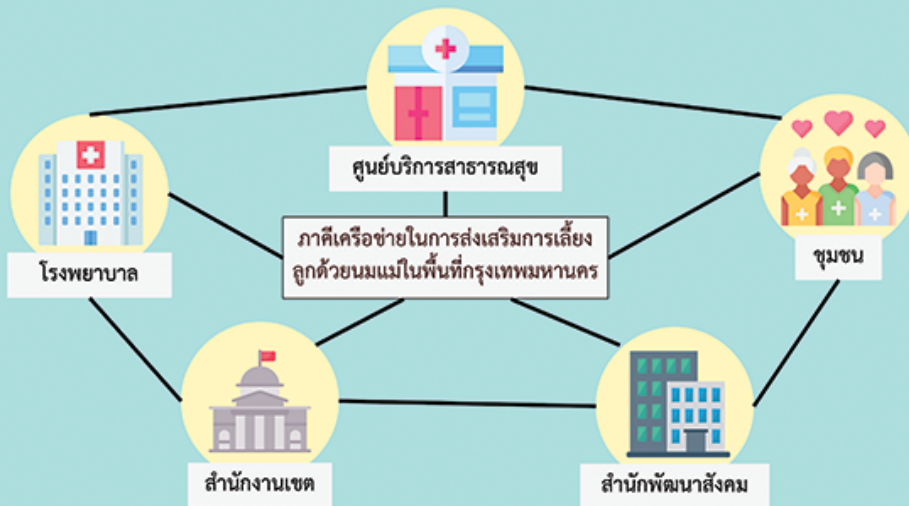 ศูนย์บริการสาธารณสุข
โรงพยาบาล
ภาคีเครือข่ายในการส่งเสริมการเลี้ยง
ลูกด้วยนมแม่ในพื้นที่กรุงเทพมหานคร
ชุมชน
สำนักงานเขต
สำนักพัฒนาสังคม